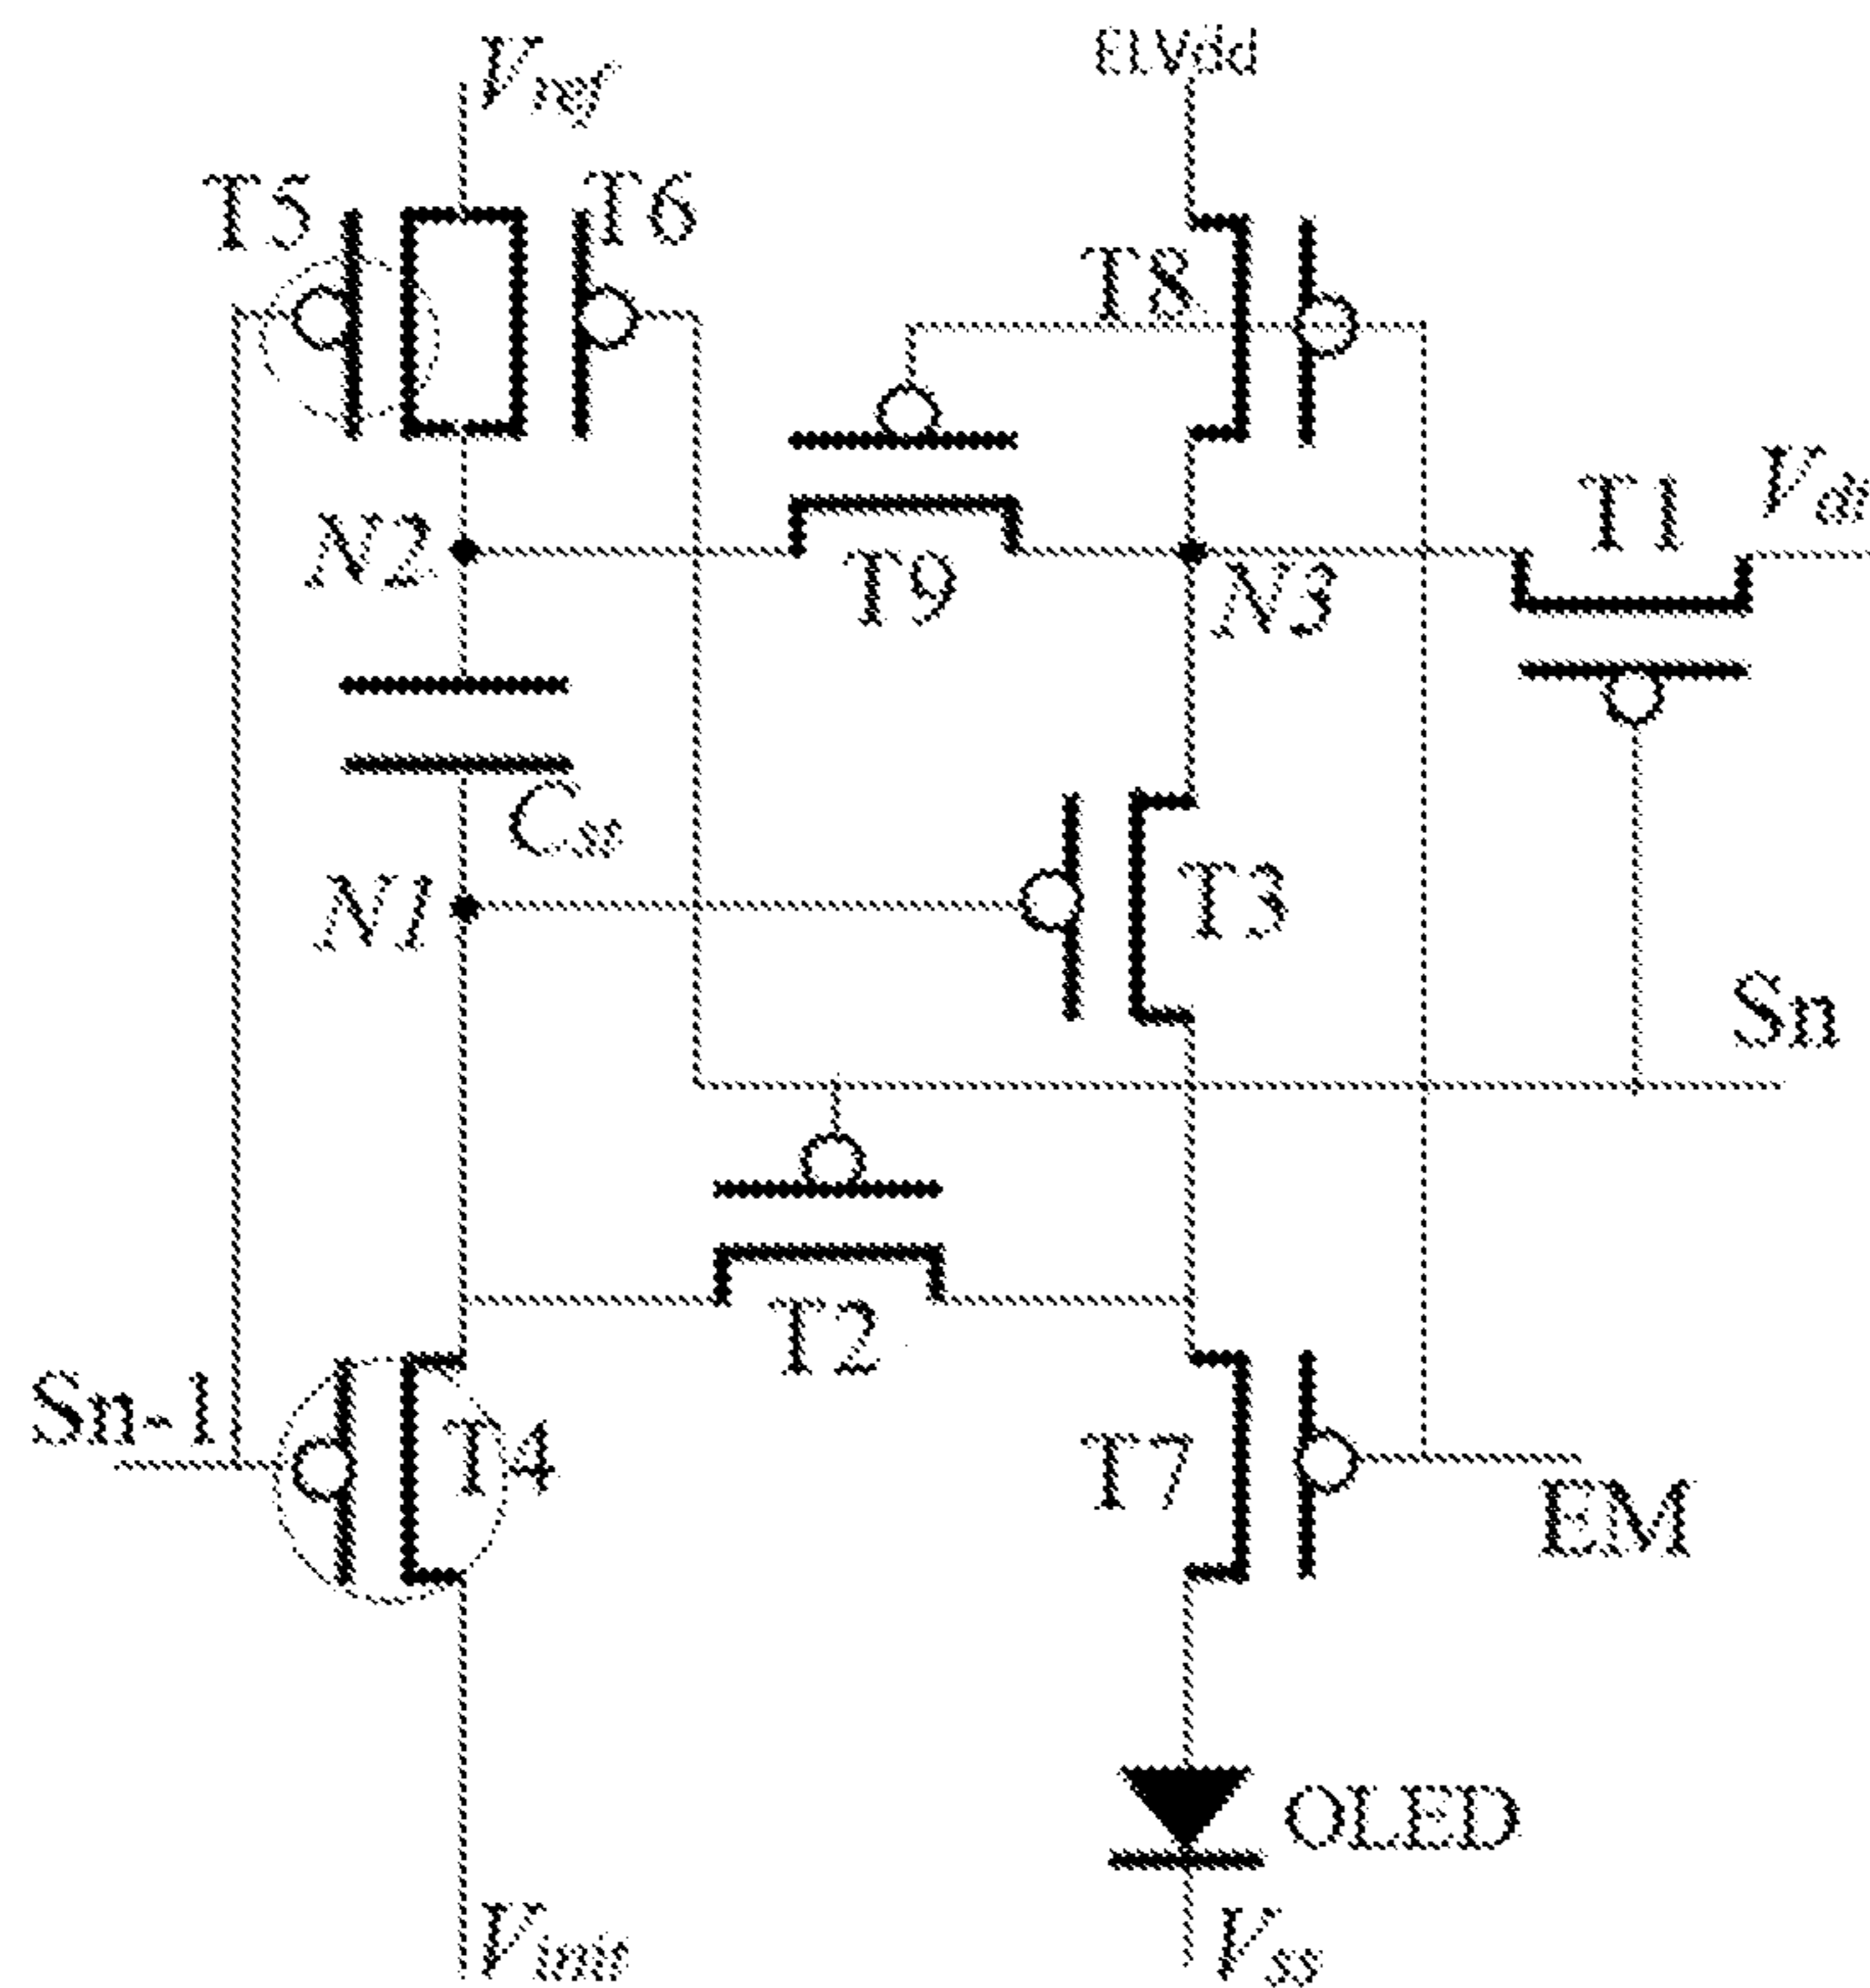 Vref
ELVdd
T5
T6
T8
T1
N2
T9
N3
Cst
N1
T3
Sn
T2
Sn-1
T4
T7
EM
OLED
Vinit
Vss